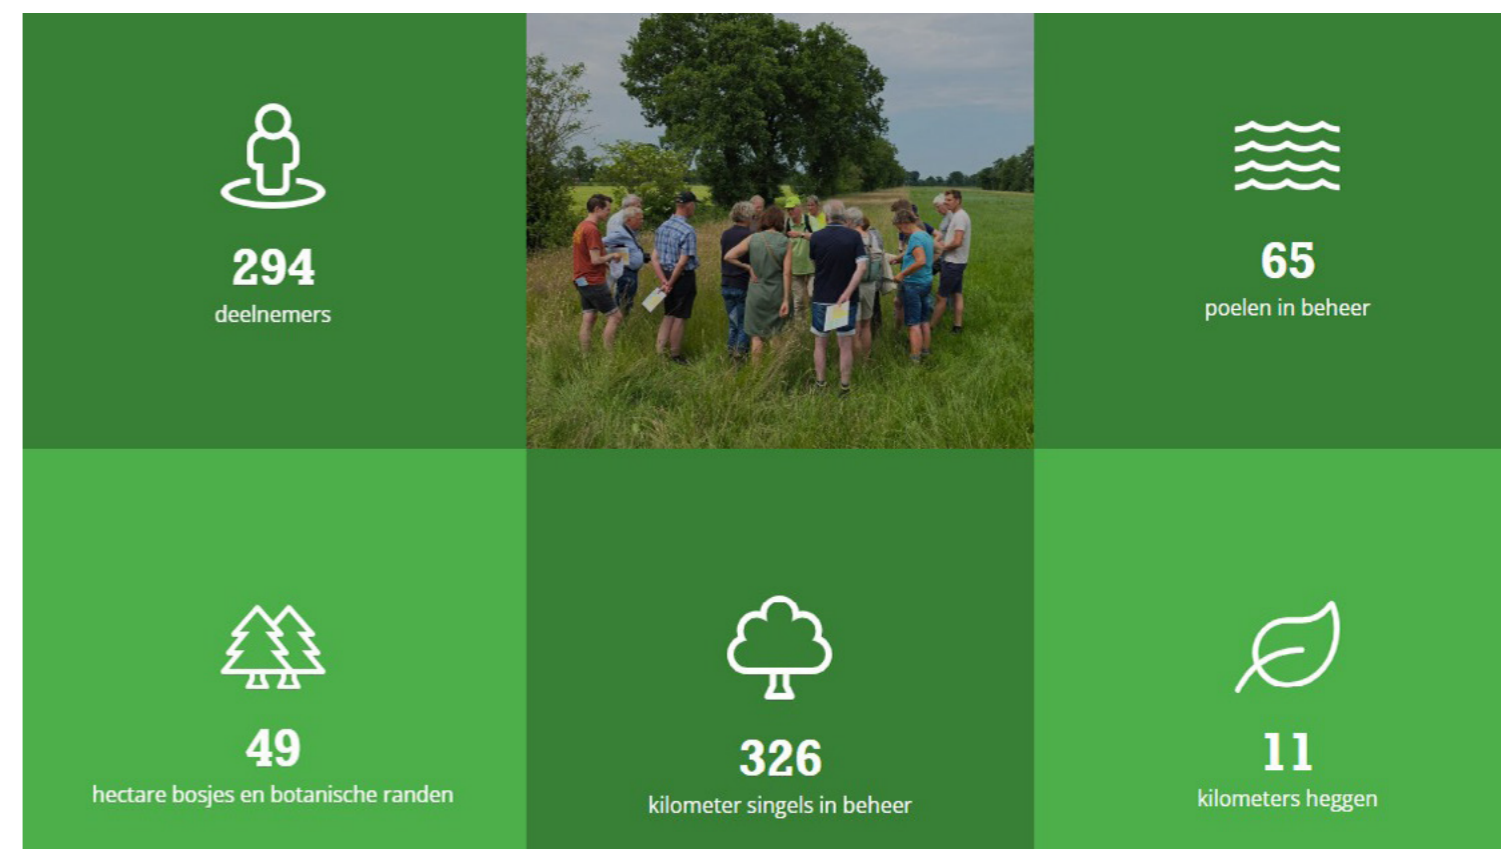 294
deelnemers
65
poelen in beheer
49
hectare bosjes en botanische randen
326
kilometer singels in beheer
11
kilometers heggen